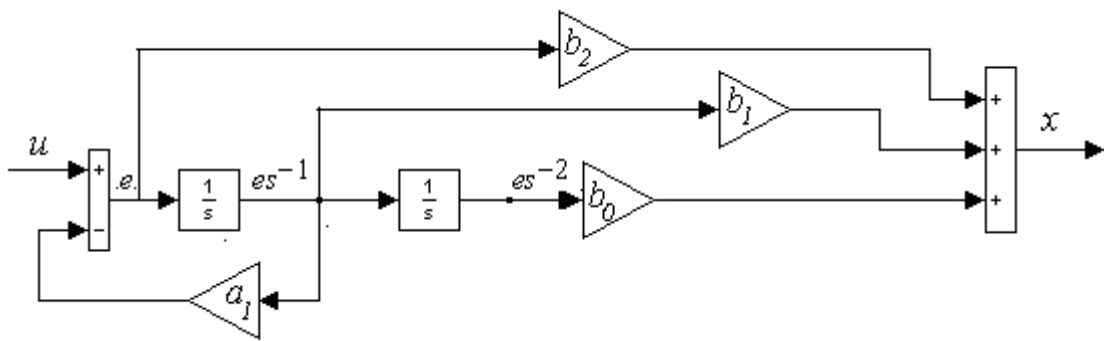 b₂
b₁
u
x
+
+
e
1/s
es⁻¹
1/s
es⁻²
b₀
+
+
−
a₁